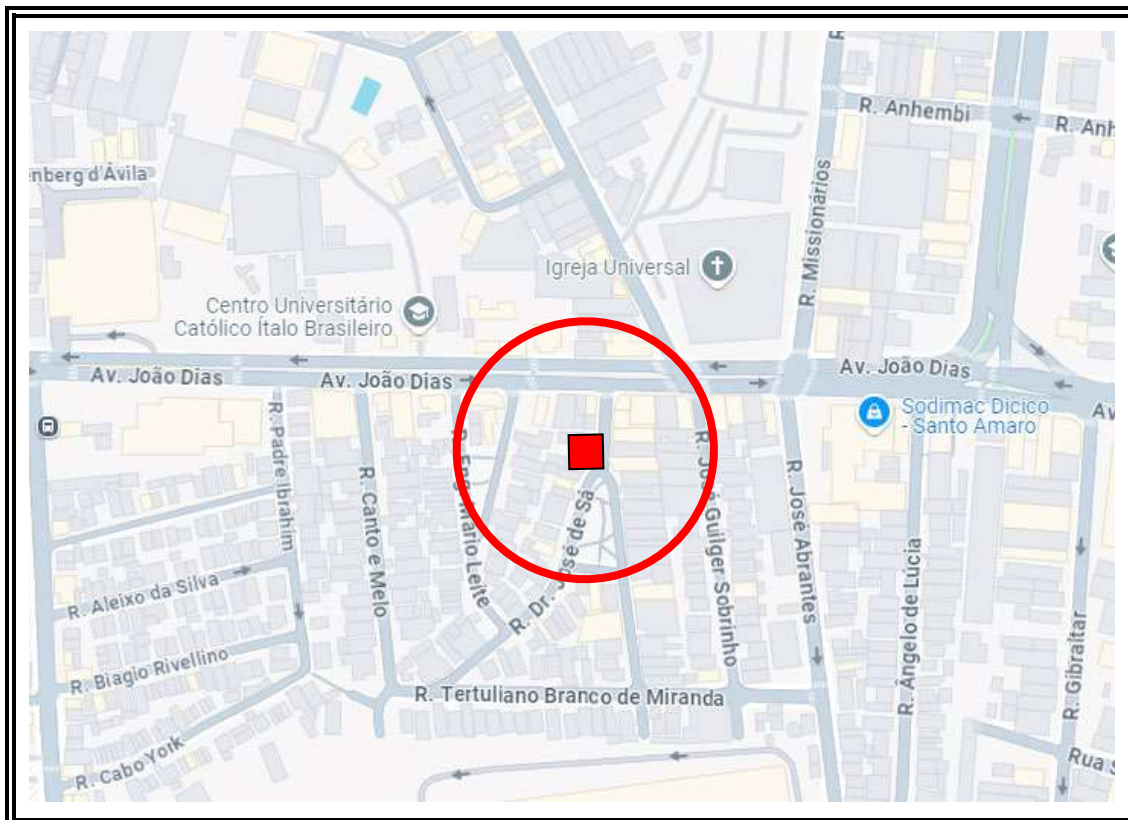 R. Anhembi
R. Anh
nberg d'Ávila
R. Missionários
Igreja Universal
Centro Universitário
Católico Ítalo Brasileiro
Av. João Dias
Av. João Dias
Av. João Dias
Av
Sodimac Dicico
- Santo Amaro
R. Padre Ibrahim
R. Canto e Melo
R. Eng. Mário Leite
R. Dr. José de Sá
R. José Guilger Sobrinho
R. José Abrantes
R. Ângelo de Lucia
R. Gibraltar
R. Aleixo da Silva
R. Biagio Rivellino
R. Tertuliano Branco de Miranda
R. Cabo York
Rua S